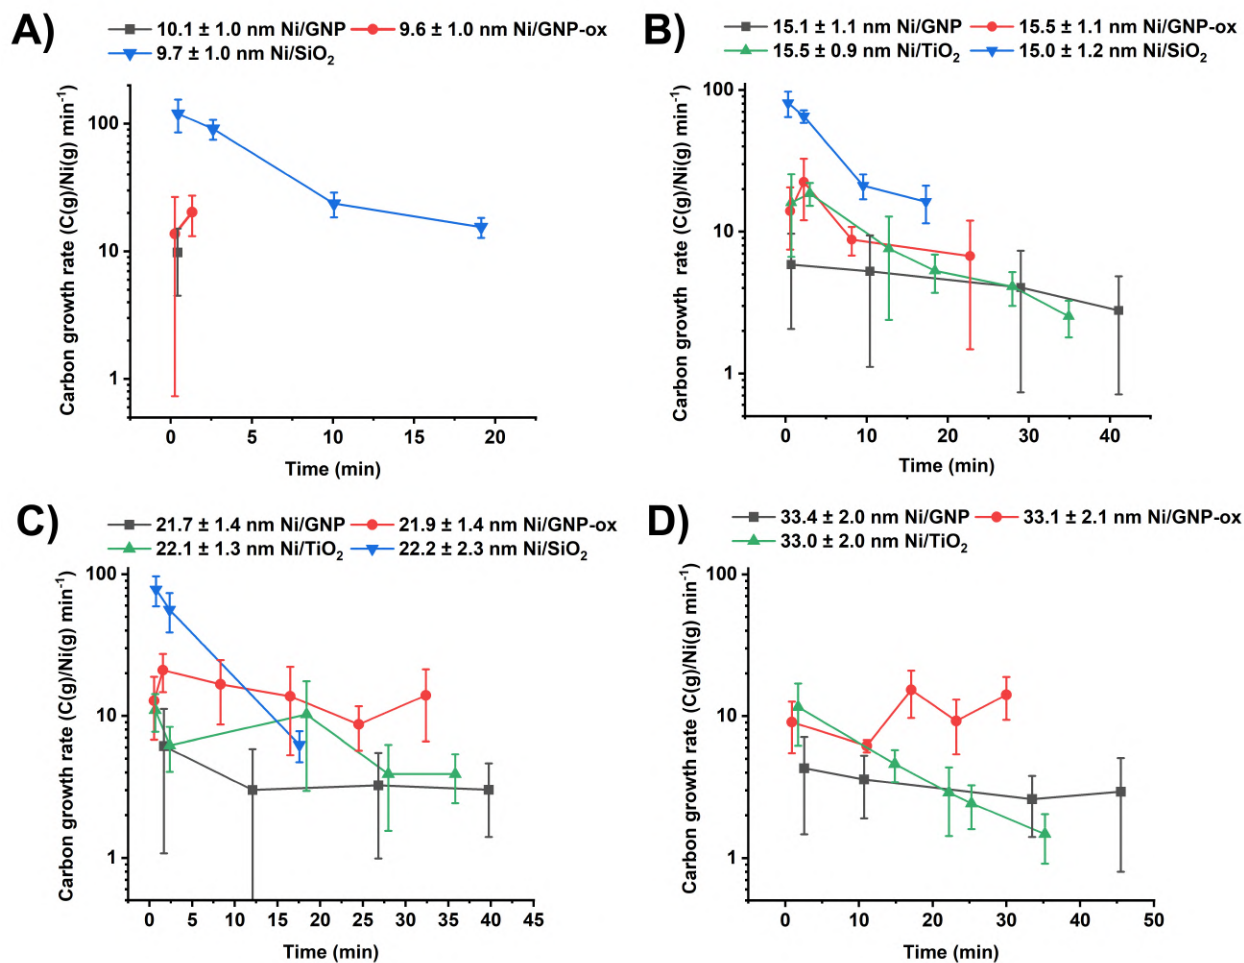 A)
10.1 ± 1.0 nm Ni/GNP 9.6 ± 1.0 nm Ni/GNP-ox
9.7 ± 1.0 nm Ni/SiO₂
Carbon growth rate (C(g)/Ni(g) min⁻¹)
100
10
1
0 5 10 15 20
Time (min)
B)
15.1 ± 1.1 nm Ni/GNP 15.5 ± 1.1 nm Ni/GNP-ox
15.5 ± 0.9 nm Ni/TiO₂ 15.0 ± 1.2 nm Ni/SiO₂
Carbon growth rate (C(g)/Ni(g) min⁻¹)
100
10
1
0 10 20 30 40
Time (min)
C)
21.7 ± 1.4 nm Ni/GNP 21.9 ± 1.4 nm Ni/GNP-ox
22.1 ± 1.3 nm Ni/TiO₂ 22.2 ± 2.3 nm Ni/SiO₂
Carbon growth rate (C(g)/Ni(g) min⁻¹)
100
10
1
0 5 10 15 20 25 30 35 40 45
Time (min)
D)
33.4 ± 2.0 nm Ni/GNP 33.1 ± 2.1 nm Ni/GNP-ox
33.0 ± 2.0 nm Ni/TiO₂
Carbon growth rate (C(g)/Ni(g) min⁻¹)
100
10
1
0 10 20 30 40 50
Time (min)